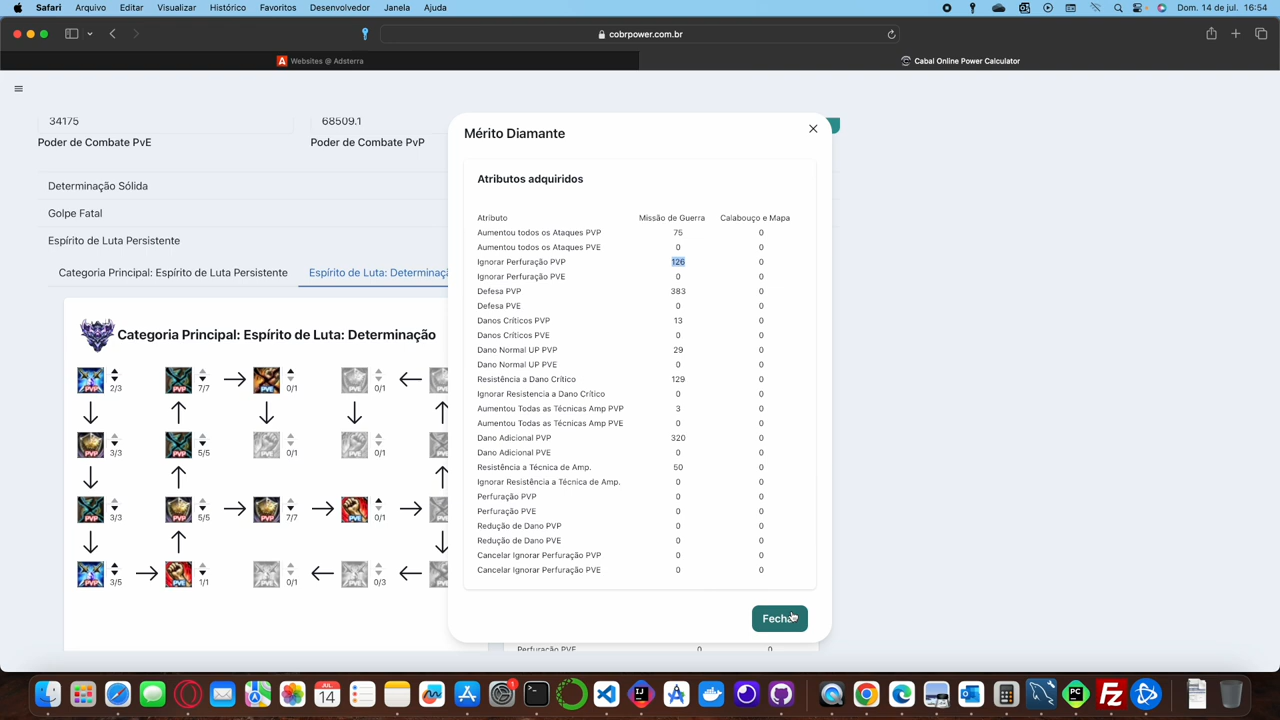 Safari Arquivo Editar Visualizar Histórico Favoritos Desenvolvedor Janela Ajuda Dom. 14 de jul. 16:54
cobrpower.com.br
Websites @ Adsterra Cabal Online Power Calculator
34175 68509.1
Poder de Combate PvE Poder de Combate PvP
Determinação Sólida
Golpe Fatal
Espírito de Luta Persistente
Categoria Principal: Espírito de Luta Persistente Espírito de Luta: Determinaçã
Categoria Principal: Espírito de Luta: Determinação
2/3 7/7 0/1 0/1
3/3 5/5 0/1 0/1
3/3 5/5 7/7 0/1
3/5 1/1 0/1 0/3
Mérito Diamante
Atributos adquiridos
Atributo Missão de Guerra Calabouço e Mapa
Aumentou todos os Ataques PVP 75 0
Aumentou todos os Ataques PVE 0 0
Ignorar Perfuração PVP 126 0
Ignorar Perfuração PVE 0 0
Defesa PVP 383 0
Defesa PVE 0 0
Danos Críticos PVP 13 0
Danos Críticos PVE 0 0
Dano Normal UP PVP 29 0
Dano Normal UP PVE 0 0
Resistência a Dano Crítico 129 0
Ignorar Resistencia a Dano Crítico 0 0
Aumentou Todas as Técnicas Amp PVP 3 0
Aumentou Todas as Técnicas Amp PVE 0 0
Dano Adicional PVP 320 0
Dano Adicional PVE 0 0
Resistência a Técnica de Amp. 50 0
Ignorar Resistência a Técnica de Amp. 0 0
Perfuração PVP 0 0
Perfuração PVE 0 0
Redução de Dano PVP 0 0
Redução de Dano PVE 0 0
Cancelar Ignorar Perfuração PVP 0 0
Cancelar Ignorar Perfuração PVE 0 0
Fechar
Perfuração PVE 0 0